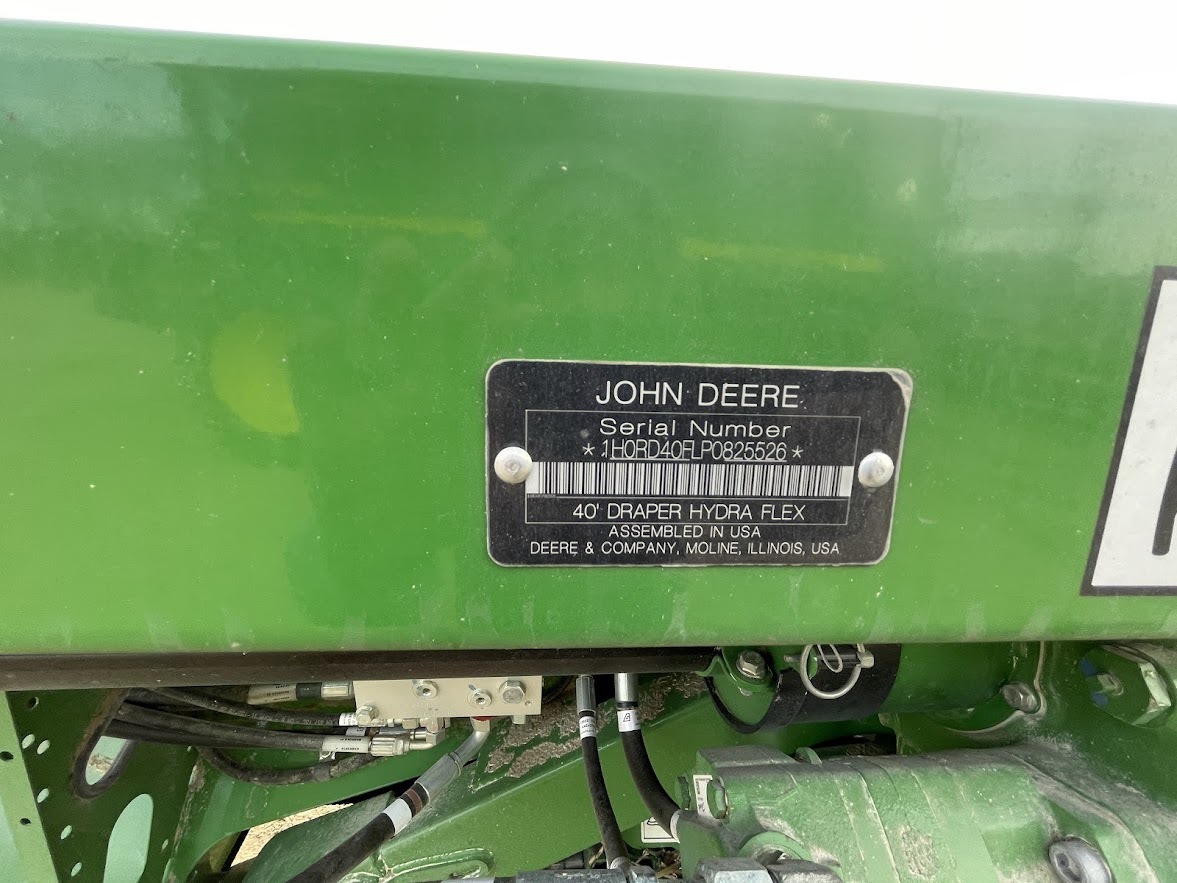 JOHN DEERE
Serial Number
*1H0RD40FLP0825526*
40' DRAPER HYDRA FLEX
ASSEMBLED IN USA
DEERE & COMPANY, MOLINE, ILLINOIS, USA